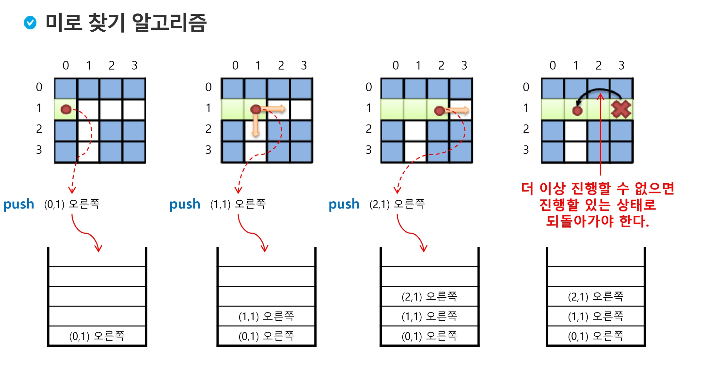 미로 찾기 알고리즘
0 1 2 3
0
1
2
3
push (0,1) 오른쪽
(0,1) 오른쪽
0 1 2 3
0
1
2
3
push (1,1) 오른쪽
(1,1) 오른쪽
(0,1) 오른쪽
0 1 2 3
0
1
2
3
push (2,1) 오른쪽
(2,1) 오른쪽
(1,1) 오른쪽
(0,1) 오른쪽
0 1 2 3
0
1
2
3
더 이상 진행할 수 없으면
진행할 있는 상태로
되돌아가야 한다.
(2,1) 오른쪽
(1,1) 오른쪽
(0,1) 오른쪽